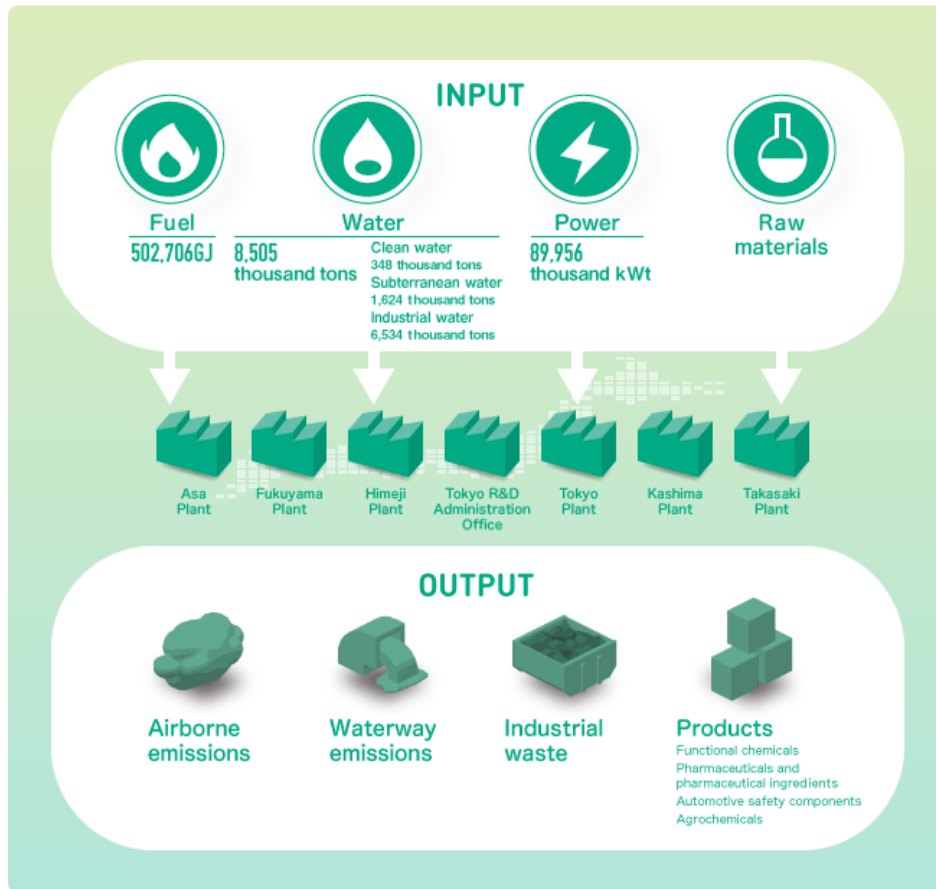 INPUT
Fuel
502,706GJ
Water
8,505
thousand tons
Clean water
348 thousand tons
Subterranean water
1,624 thousand tons
Industrial water
6,534 thousand tons
Power
89,956
thousand kWt
Raw
materials
Asa
Plant
Fukuyama
Plant
Himeji
Plant
Tokyo R&D
Administration
Office
Tokyo
Plant
Kashima
Plant
Takasaki
Plant
OUTPUT
Airborne
emissions
Waterway
emissions
Industrial
waste
Products
Functional chemicals
Pharmaceuticals and
pharmaceutical ingredients
Automotive safety components
Agrochemicals